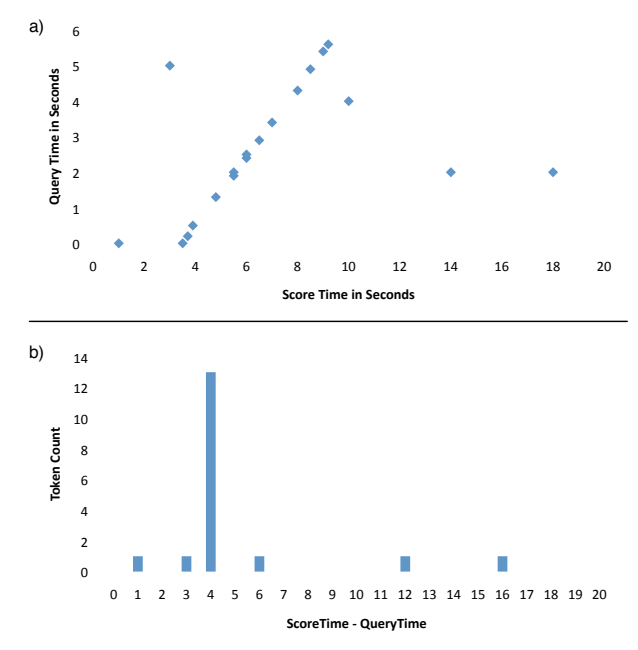 a)
6
5
4
3
2
1
0
Query Time in Seconds
0 2 4 6 8 10 12 14 16 18 20
Score Time in Seconds
b)
14
12
10
8
6
4
2
0
Token Count
0 1 2 3 4 5 6 7 8 9 10 11 12 13 14 15 16 17 18 19 20
ScoreTime - QueryTime